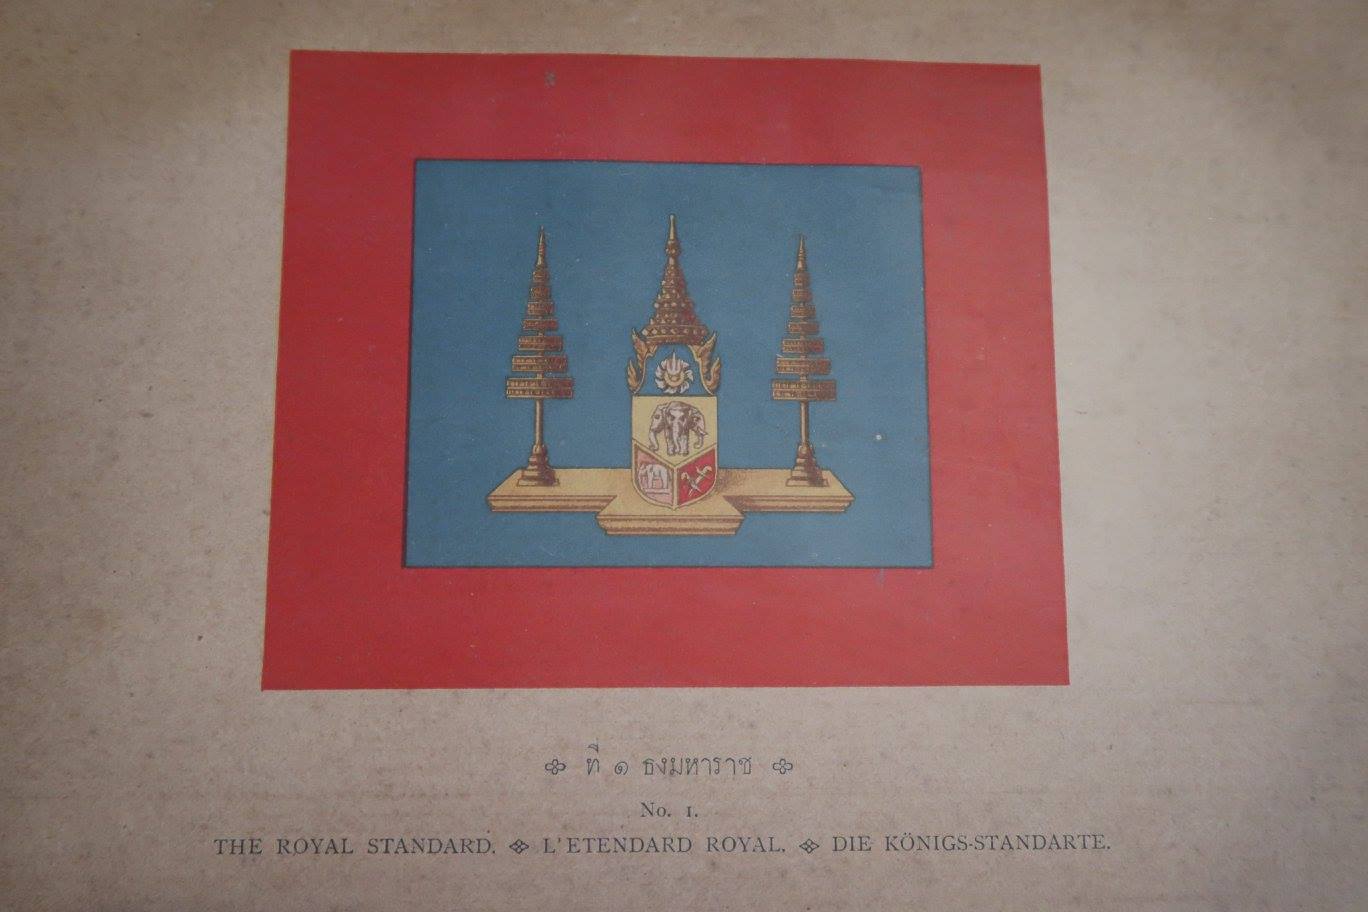 ที่ ๑ ธงมหาราช
No. 1.
THE ROYAL STANDARD. L'ETENDARD ROYAL. DIE KÖNIGS-STANDARTE.